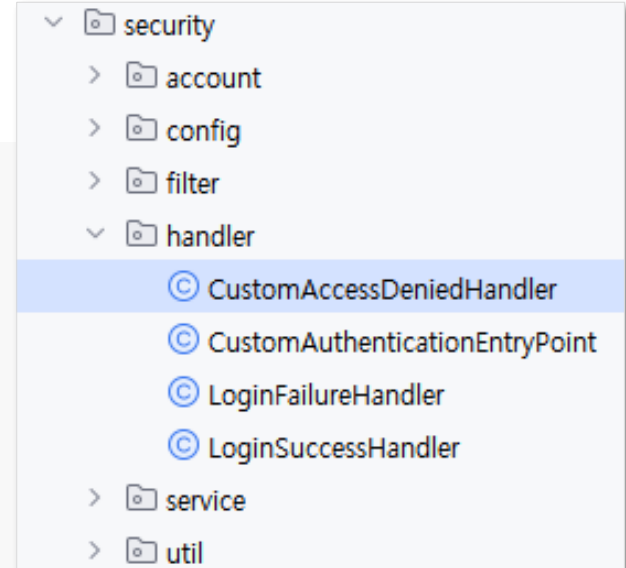 security
account
config
filter
handler
CustomAccessDeniedHandler
CustomAuthenticationEntryPoint
LoginFailureHandler
LoginSuccessHandler
service
util